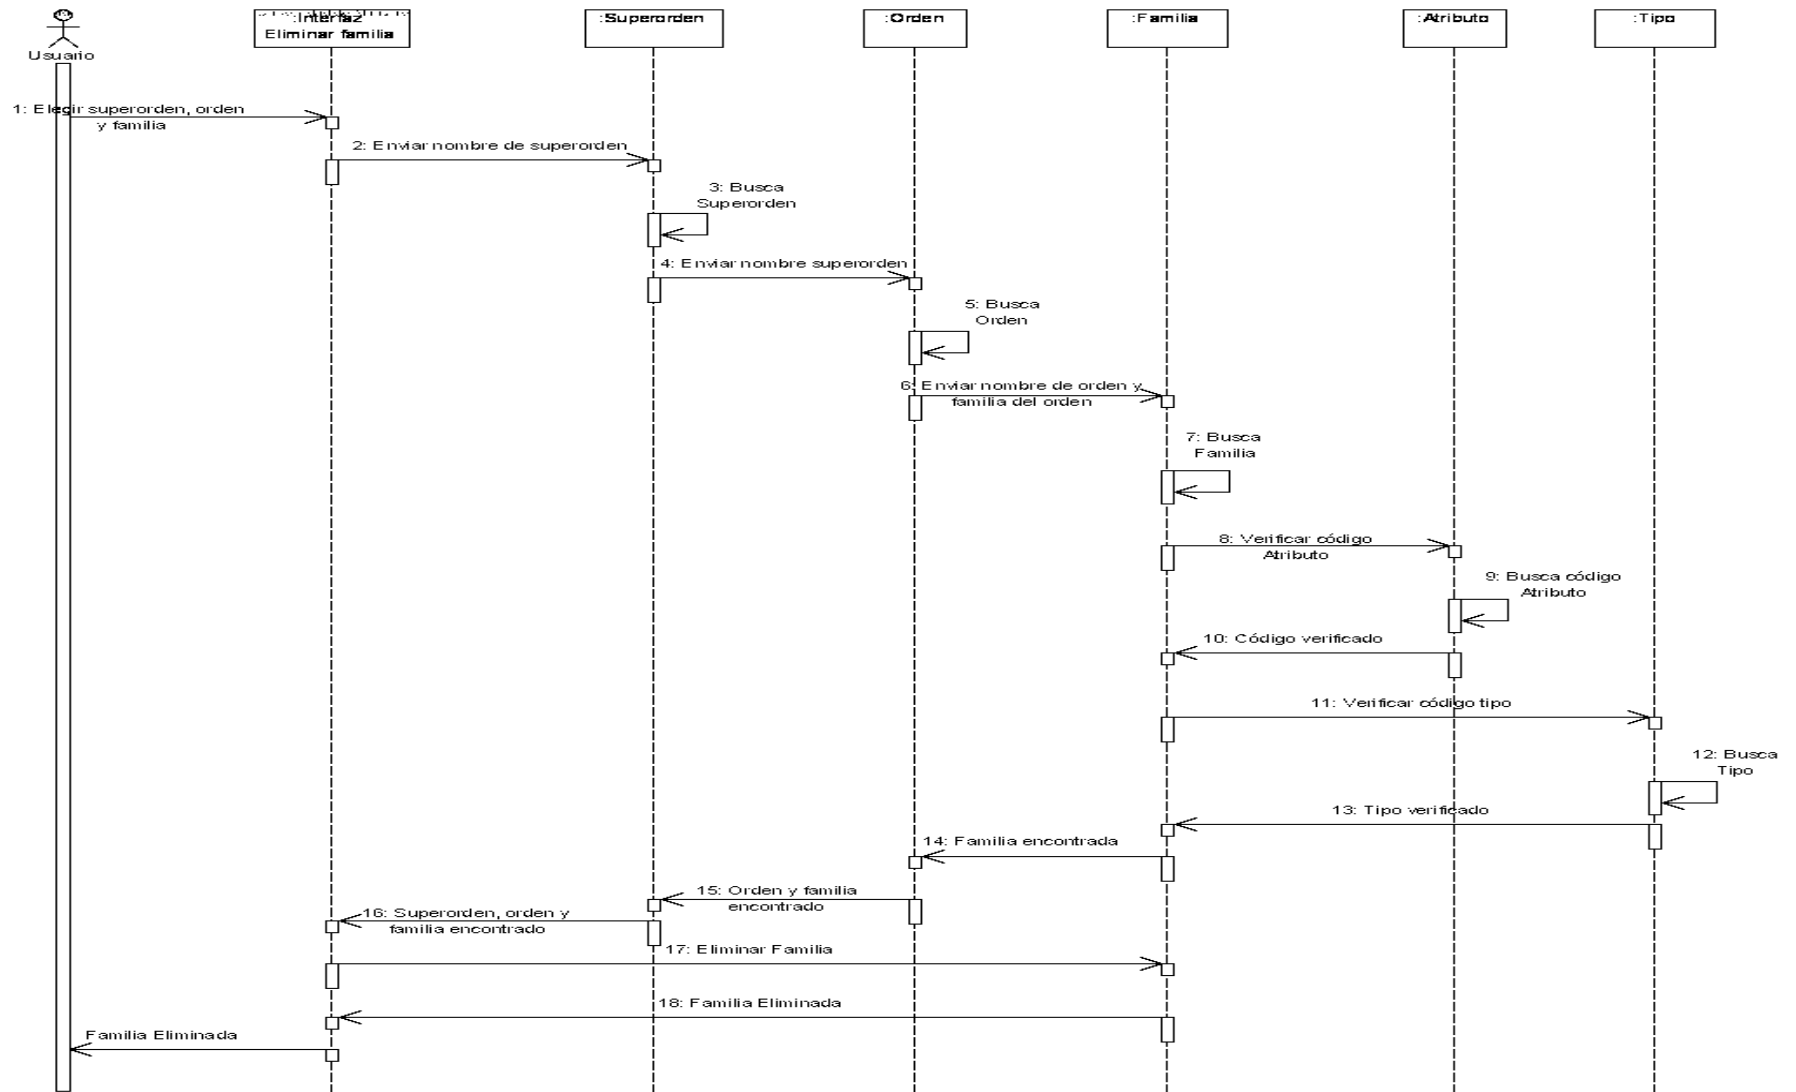 :Interfaz
Eliminar familia
:Superorden
:Orden
:Familia
:Atributo
:Tipo
Usuario
1: Elegir superorden, orden
y familia
2: Enviar nombre de superorden
3: Busca
Superorden
4: Enviar nombre superorden
5: Busca
Orden
6: Enviar nombre de orden y
familia del orden
7: Busca
Familia
8: Verificar código
Atributo
9: Busca código
Atributo
10: Código verificado
11: Verificar código tipo
12: Busca
Tipo
13: Tipo verificado
14: Familia encontrada
15: Orden y familia
encontrado
16: Superorden, orden y
familia encontrado
17: Eliminar Familia
18: Familia Eliminada
Familia Eliminada